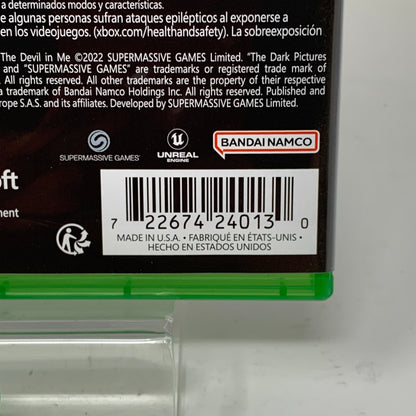 a determinados modos y características.
e algunas personas sufran ataques epilépticos al exponerse a
en los videojuegos. (xbox.com/healthandsafety). La sobreexposición
The Devil in Me ©2022 SUPERMASSIVE GAMES Limited. "The Dark Pictures
and "SUPERMASSIVE GAMES" are trademarks or registered trade mark of
All rights reserved. All other trademarks are the property of their respective
a trademark of Bandai Namco Holdings Inc. All rights reserved. Published and
rope S.A.S. and its affiliates. Developed by SUPERMASSIVE GAMES Limited.
SUPERMASSIVE GAMES
UNREAL
ENGINE
BANDAI NAMCO
oft
ment
7 22674 24013 0
MADE IN U.S.A. • FABRIQUÉ EN ÉTATS-UNIS •
HECHO EN ESTADOS UNIDOS